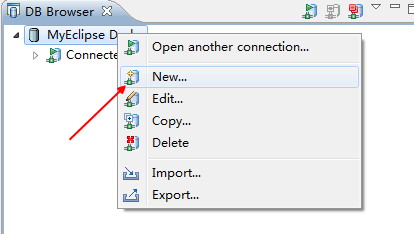 DB Browser
MyEclipse D
Connecte
Open another connection...
New...
Edit...
Copy...
Delete
Import...
Export...